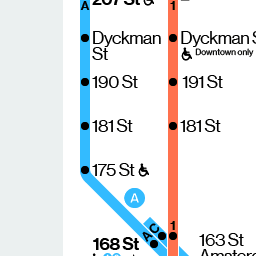 A 207 St 1
Dyckman St
Dyckman S
Downtown only
190 St 191 St
181 St 181 St
175 St
A
A C 1
168 St 163 St